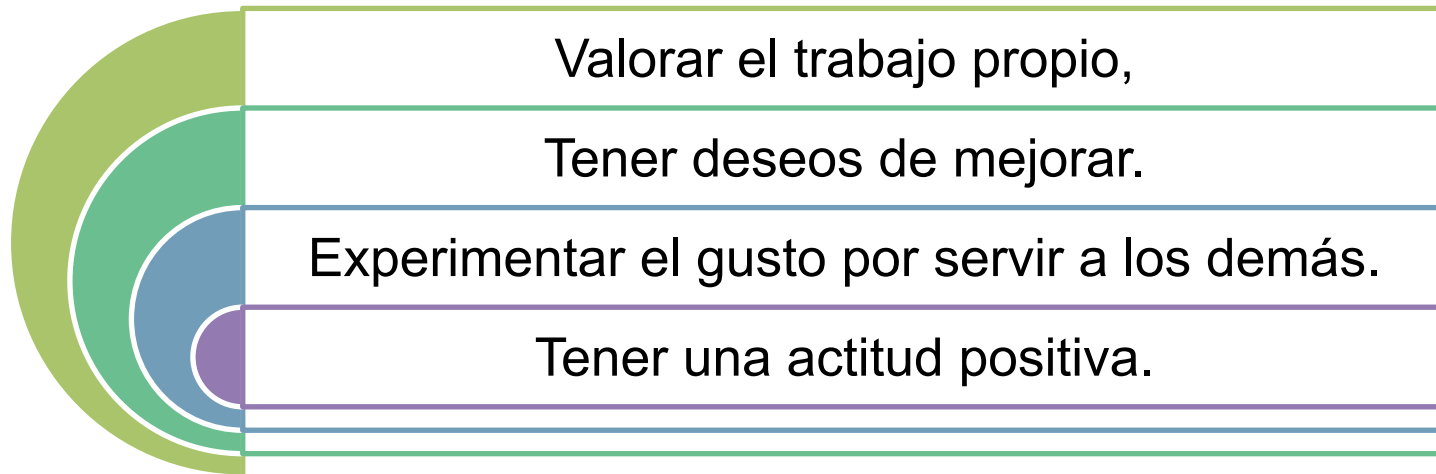 Valorar el trabajo propio,
Tener deseos de mejorar.
Experimentar el gusto por servir a los demás.
Tener una actitud positiva.